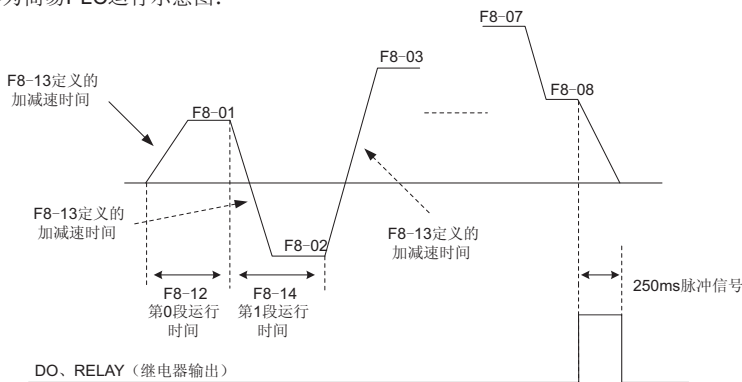 为简易PLC运行示意图：
F8-07
F8-03
F8-13定义的
加减速时间
F8-01
F8-08
F8-13定义的
加减速时间
F8-02
F8-13定义的
加减速时间
F8-12
第0段运行
时间
F8-14
第1段运行
时间
250ms脉冲信号
DO、RELAY（继电器输出）